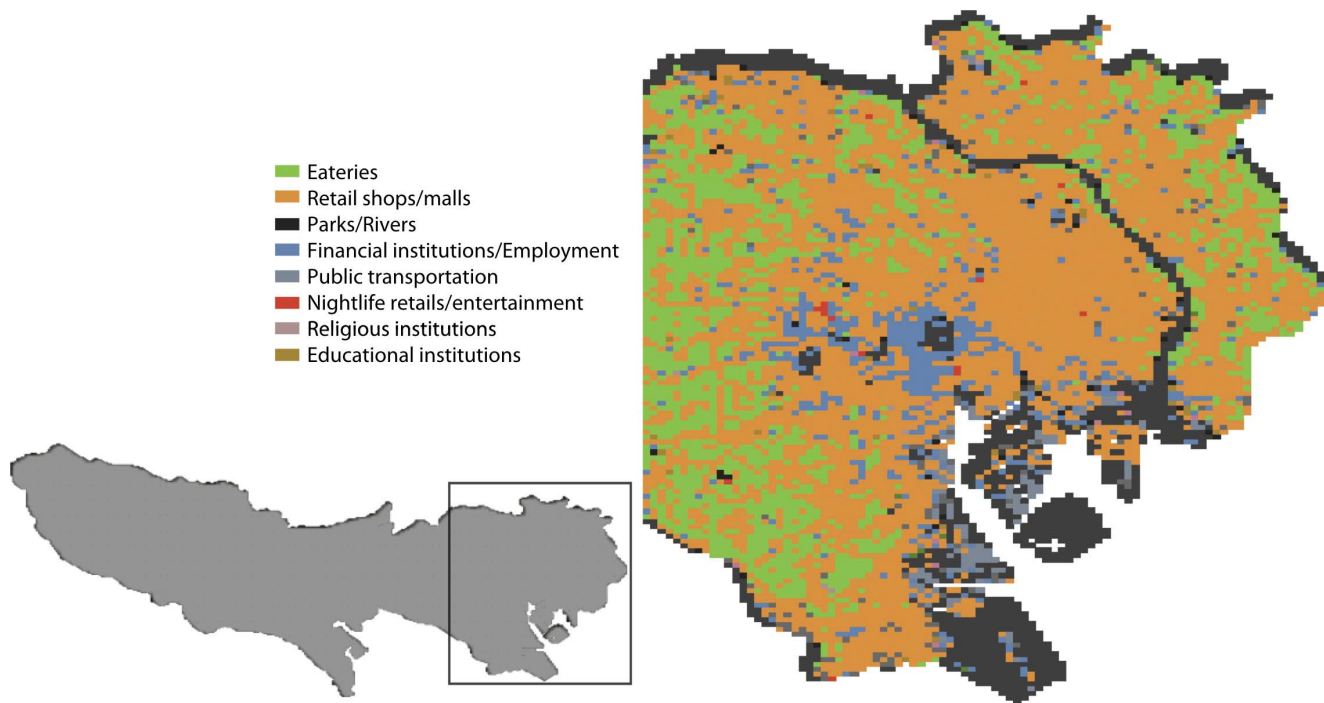 Eateries
Retail shops/malls
Parks/Rivers
Financial institutions/Employment
Public transportation
Nightlife retails/entertainment
Religious institutions
Educational institutions